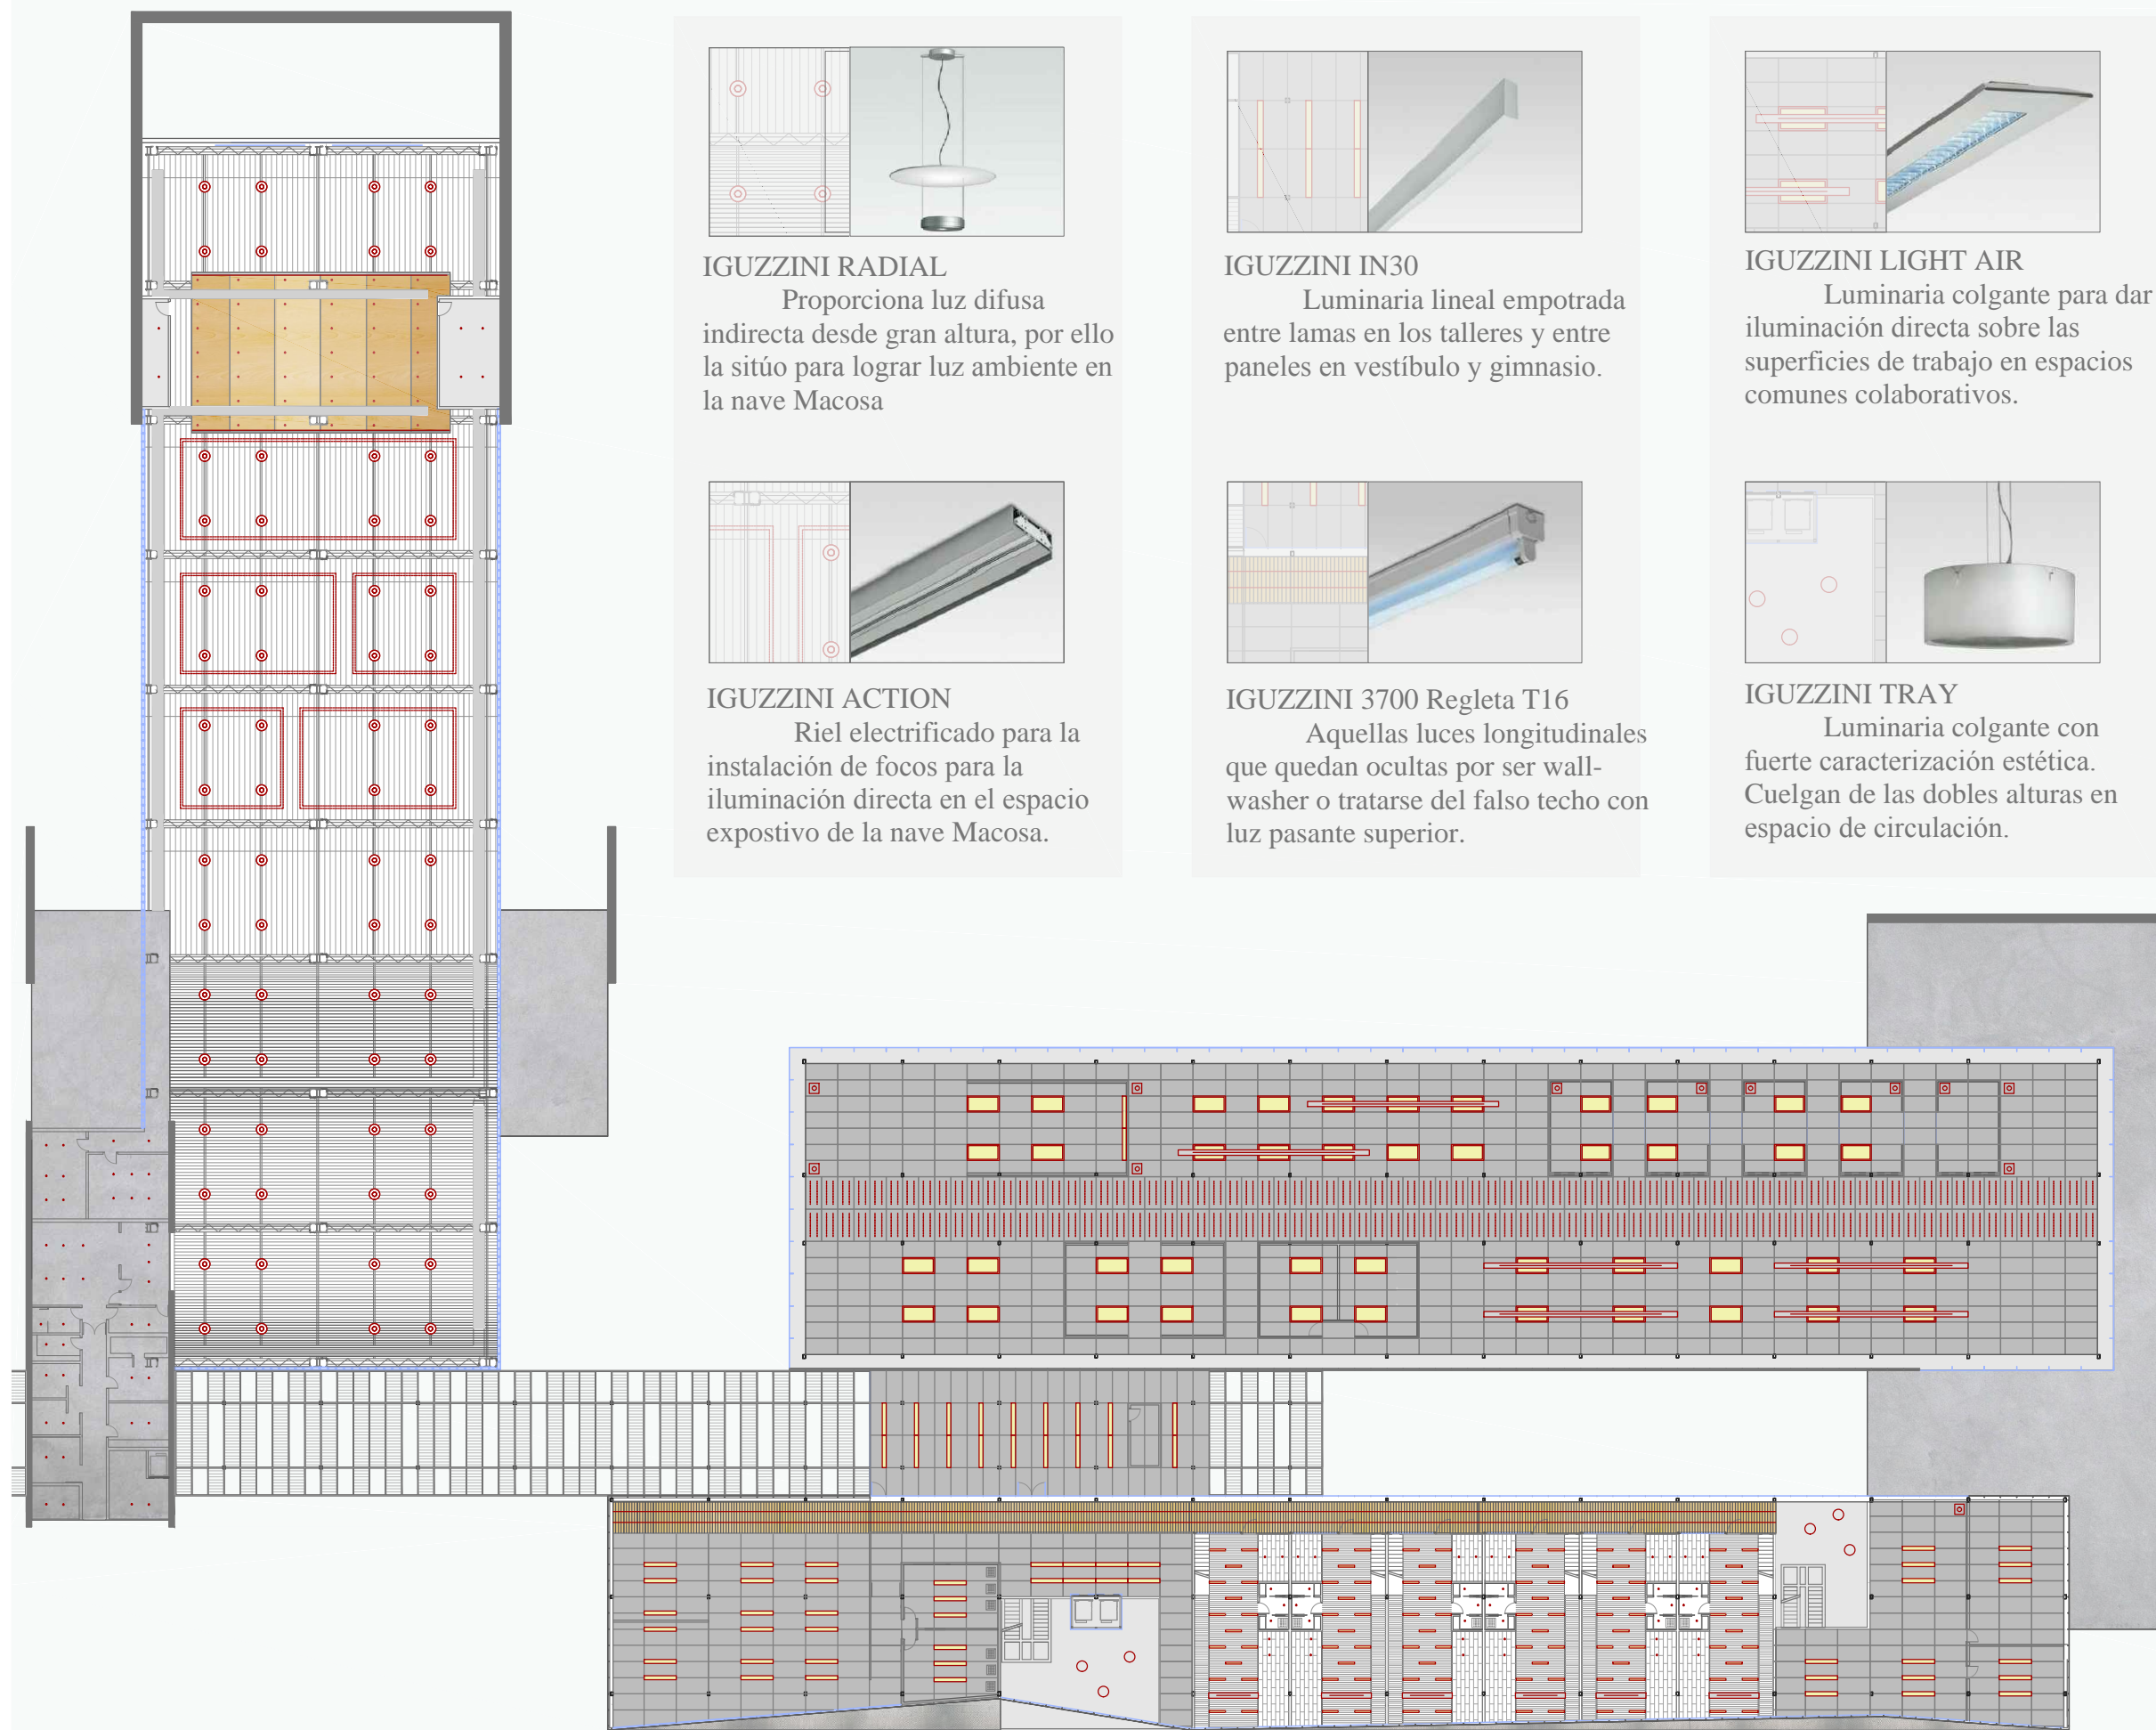 IGUZZINI RADIAL
Proporciona luz difusa
indirecta desde gran altura, por ello
la sitúo para lograr luz ambiente en
la nave Macosa
IGUZZINI IN30
Luminaria lineal empotrada
entre lamas en los talleres y entre
paneles en vestíbulo y gimnasio.
IGUZZINI LIGHT AIR
Luminaria colgante para dar
iluminación directa sobre las
superficies de trabajo en espacios
comunes colaborativos.
IGUZZINI ACTION
Riel electrificado para la
instalación de focos para la
iluminación directa en el espacio
expostivo de la nave Macosa.
IGUZZINI 3700 Regleta T16
Aquellas luces longitudinales
que quedan ocultas por ser wall-
washer o tratarse del falso techo con
luz pasante superior.
IGUZZINI TRAY
Luminaria colgante con
fuerte caracterización estética.
Cuelgan de las dobles alturas en
espacio de circulación.